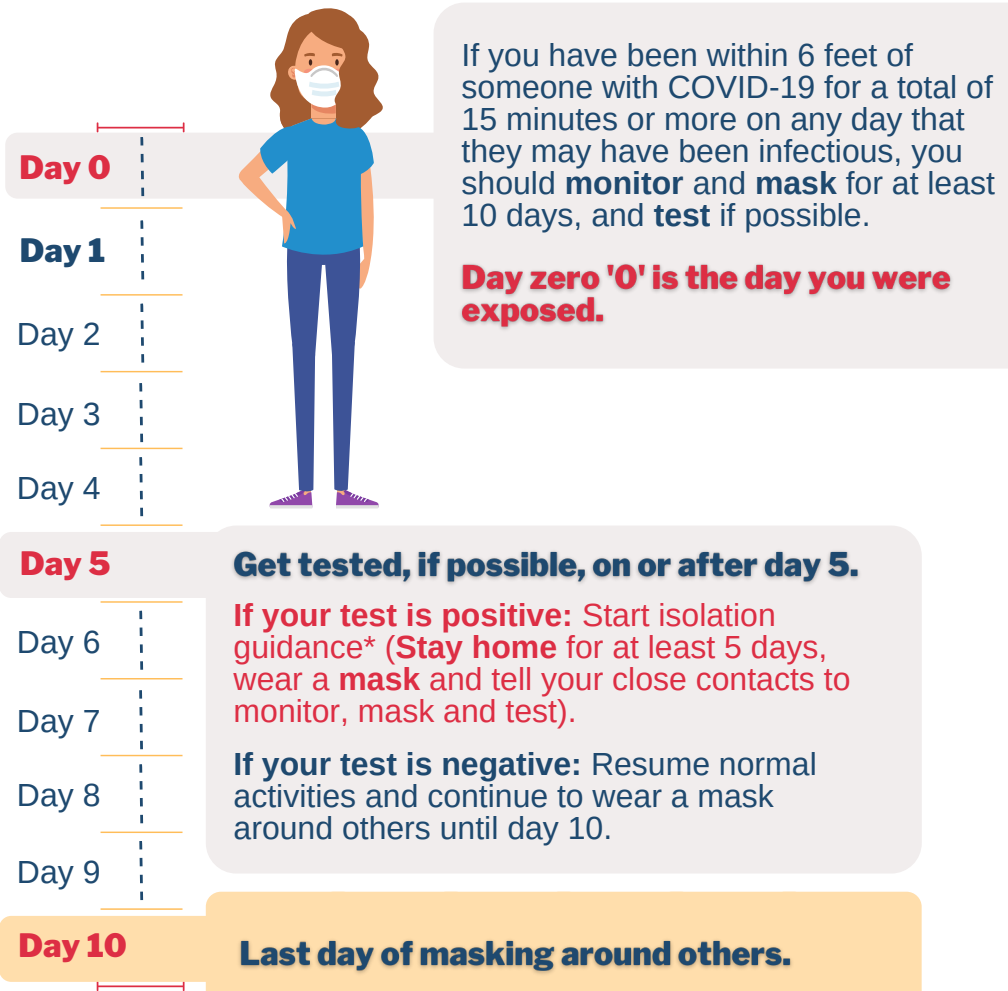 If you have been within 6 feet of
someone with COVID-19 for a total of
15 minutes or more on any day that
they may have been infectious, you
should monitor and mask for at least
10 days, and test if possible.
Day zero '0' is the day you were
exposed.
Day 0
Day 1
Day 2
Day 3
Day 4
Day 5
Get tested, if possible, on or after day 5.
If your test is positive: Start isolation
guidance* (Stay home for at least 5 days,
wear a mask and tell your close contacts to
monitor, mask and test).
If your test is negative: Resume normal
activities and continue to wear a mask
around others until day 10.
Day 6
Day 7
Day 8
Day 9
Day 10
Last day of masking around others.